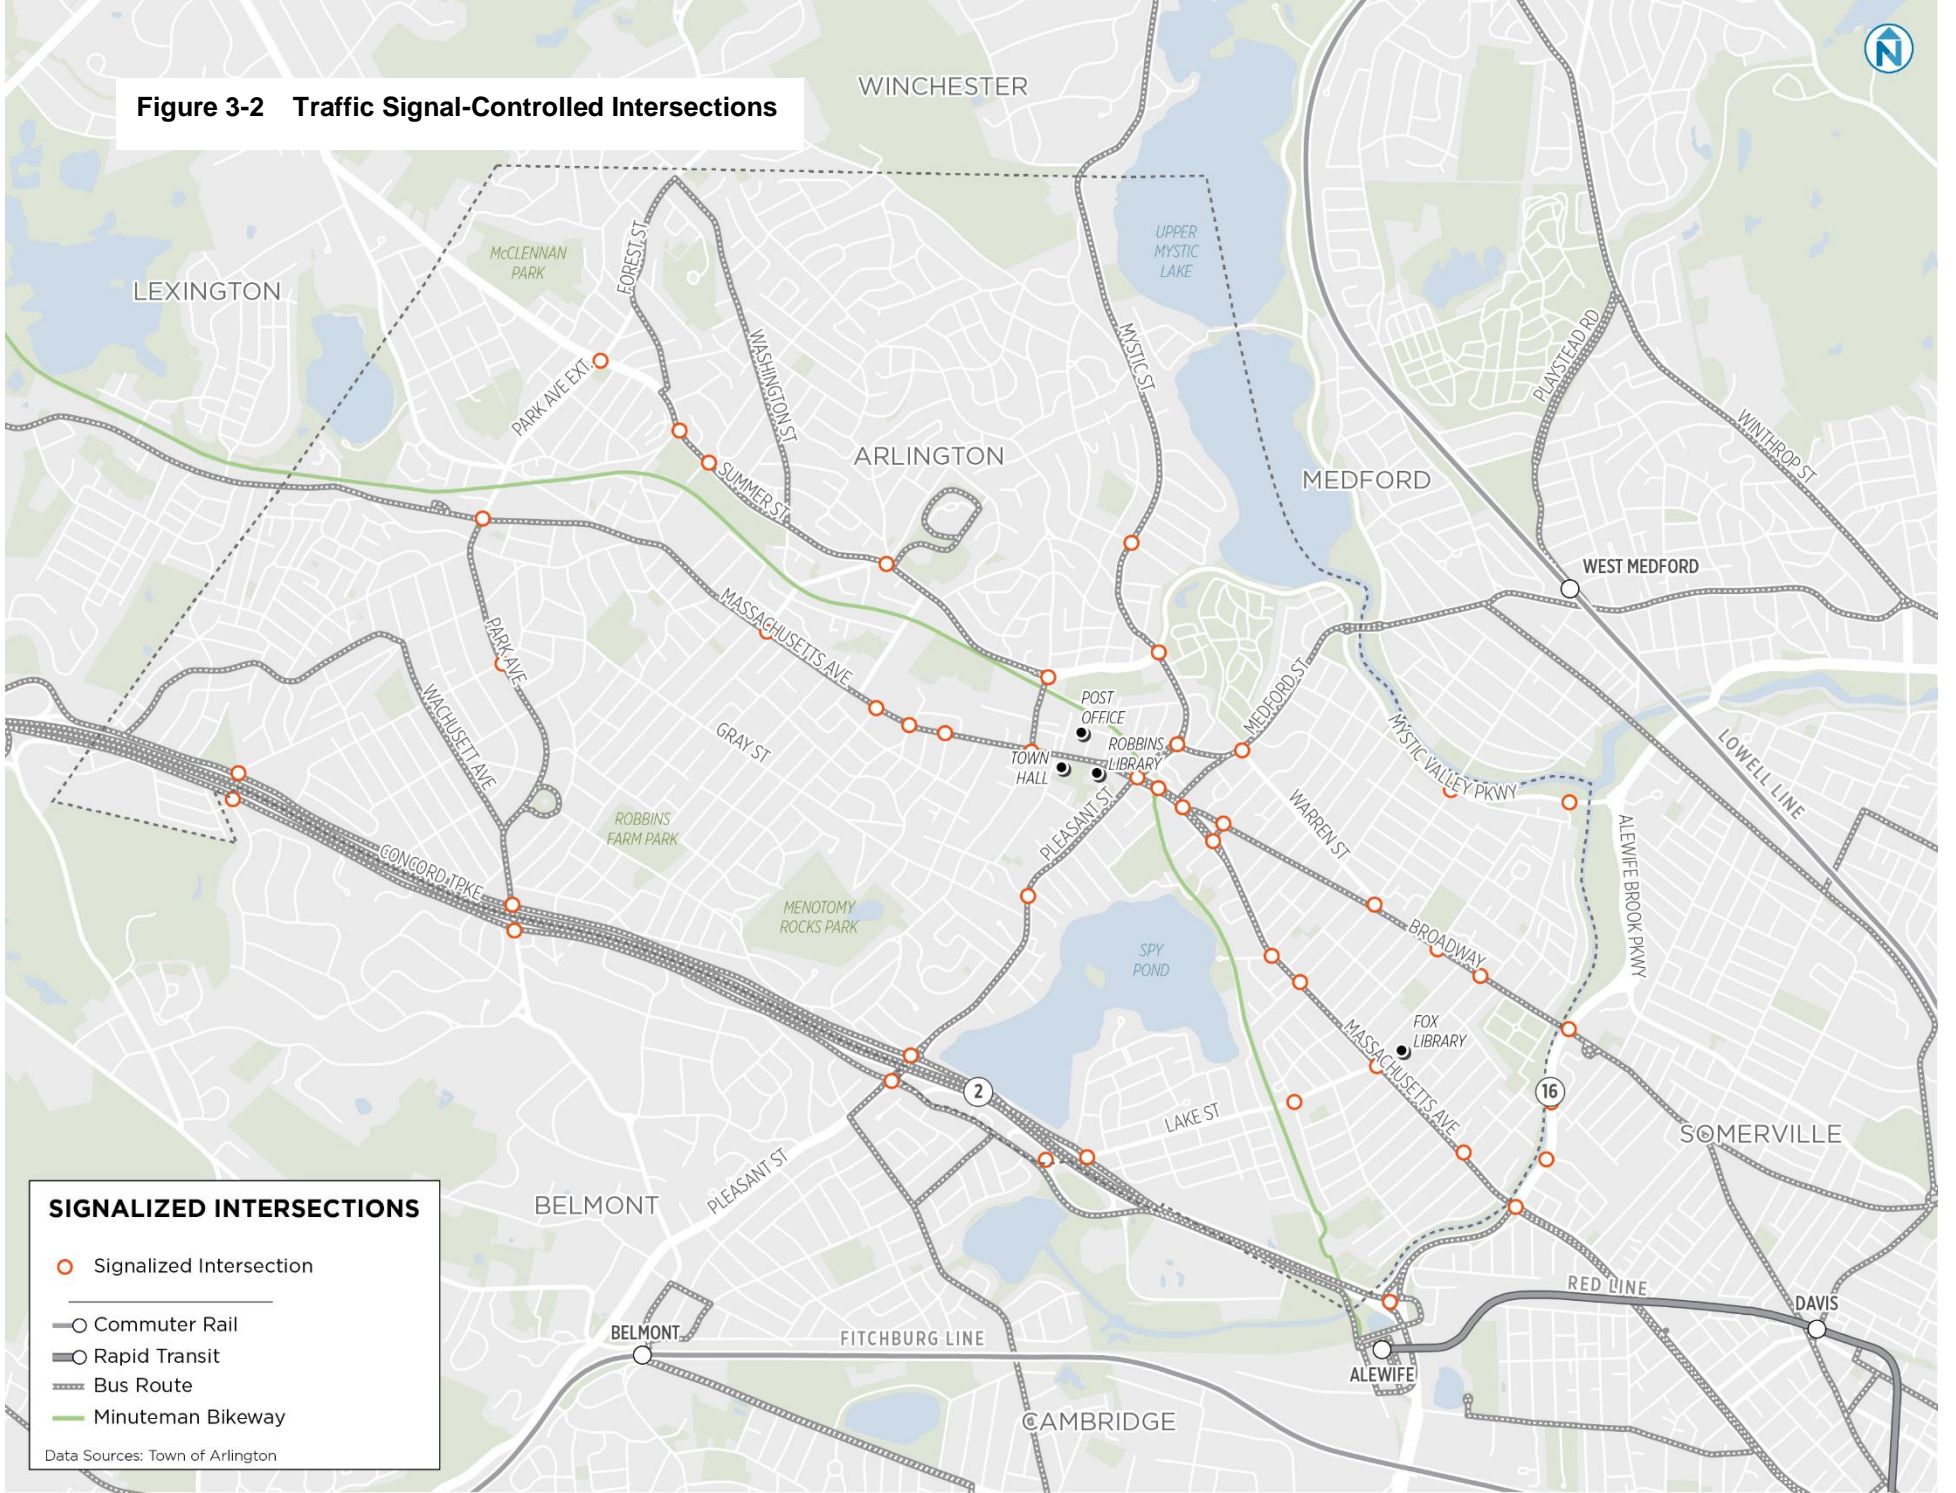 N
WINCHESTER
Figure 3-2 Traffic Signal-Controlled Intersections
UPPER
MYSTIC
LAKE
McCLENNAN
PARK
FOREST ST
LEXINGTON
WASHINGTON ST
MYSTIC ST
PLAYSTEAD RD
PARK AVE EXT.
WINTHROP ST
ARLINGTON
MEDFORD
SUMMER ST
WEST MEDFORD
MASSACHUSETTS AVE
PARK AVE
WACHUSETT AVE
POST
OFFICE
MEDFORD ST
GRAY ST
ROBBINS
LIBRARY
TOWN
HALL
MYSTIC VALLEY PKWY
LOWELL LINE
PLEASANT ST
WARREN ST
ROBBINS
FARM PARK
CONCORD TPKE
ALEWIFE BROOK PKWY
MENOTOMY
ROCKS PARK
BROADWAY
SPY
POND
FOX
LIBRARY
MASSACHUSETTS AVE
2
16
LAKE ST
SOMERVILLE
PLEASANT ST
BELMONT
SIGNALIZED INTERSECTIONS
Signalized Intersection
Commuter Rail
Rapid Transit
Bus Route
Minuteman Bikeway
Data Sources: Town of Arlington
RED LINE
DAVIS
BELMONT
FITCHBURG LINE
ALEWIFE
CAMBRIDGE